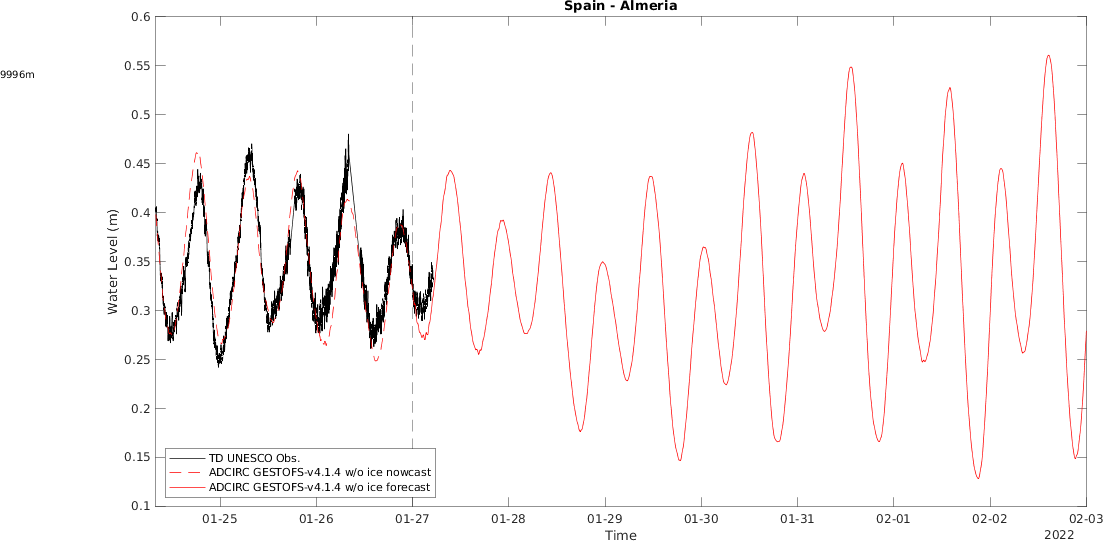 Spain - Almeria
9996m
0.6
0.55
0.5
0.45
0.4
0.35
0.3
0.25
0.2
0.15
0.1
Water Level (m)
TD UNESCO Obs.
ADCIRC GESTOFS-v4.1.4 w/o ice nowcast
ADCIRC GESTOFS-v4.1.4 w/o ice forecast
01-25 01-26 01-27 01-28 01-29 01-30 01-31 02-01 02-02 02-03
Time
2022